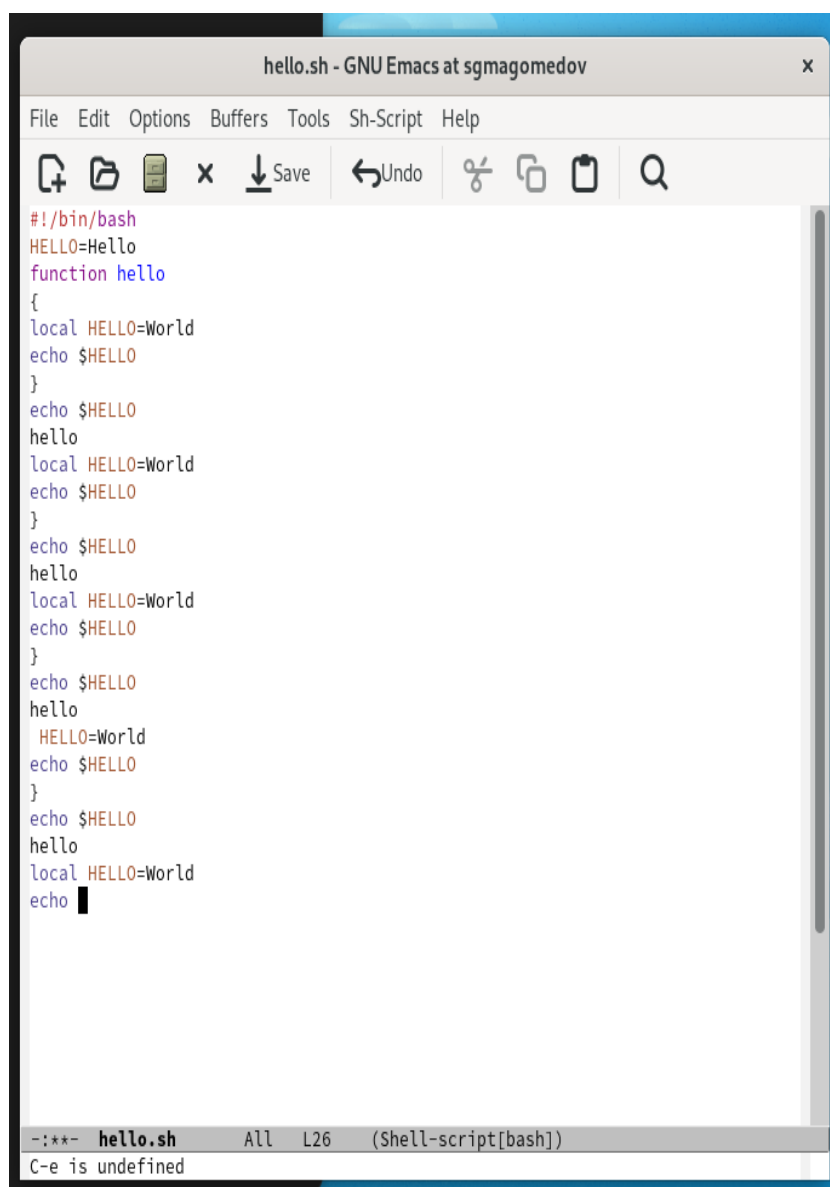 hello.sh - GNU Emacs at sgmagomedov
File Edit Options Buffers Tools Sh-Script Help
Save Undo
#!/bin/bash
HELLO=Hello
function hello
{
local HELLO=World
echo $HELLO
}
echo $HELLO
hello
local HELLO=World
echo $HELLO
}
echo $HELLO
hello
local HELLO=World
echo $HELLO
}
echo $HELLO
hello
 HELLO=World
echo $HELLO
}
echo $HELLO
hello
local HELLO=World
echo
-:**- hello.sh All L26 (Shell-script[bash])
C-e is undefined